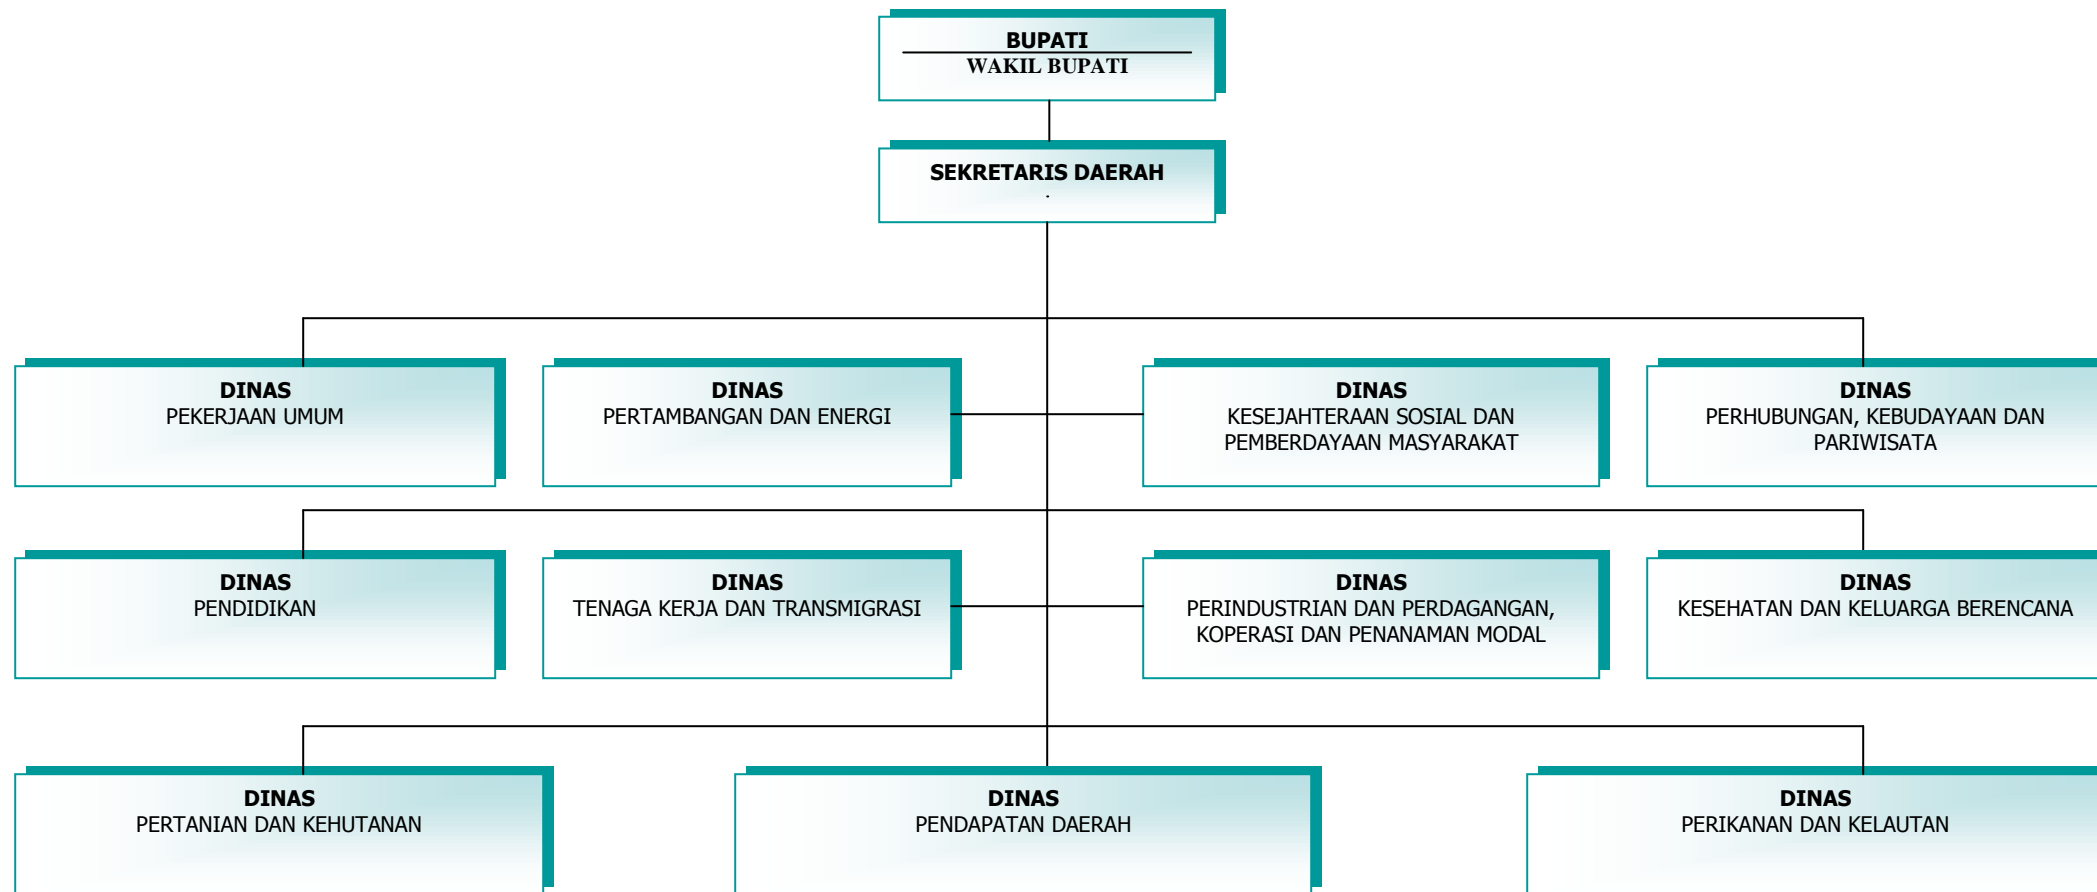 BUPATI
WAKIL BUPATI
SEKRETARIS DAERAH
.
DINAS
PEKERJAAN UMUM
DINAS
PERTAMBANGAN DAN ENERGI
DINAS
KESEJAHTERAAN SOSIAL DAN
PEMBERDAYAAN MASYARAKAT
DINAS
PERHUBUNGAN, KEBUDAYAAN DAN
PARIWISATA
DINAS
PENDIDIKAN
DINAS
TENAGA KERJA DAN TRANSMIGRASI
DINAS
PERINDUSTRIAN DAN PERDAGANGAN,
KOPERASI DAN PENANAMAN MODAL
DINAS
KESEHATAN DAN KELUARGA BERENCANA
DINAS
PERTANIAN DAN KEHUTANAN
DINAS
PENDAPATAN DAERAH
DINAS
PERIKANAN DAN KELAUTAN